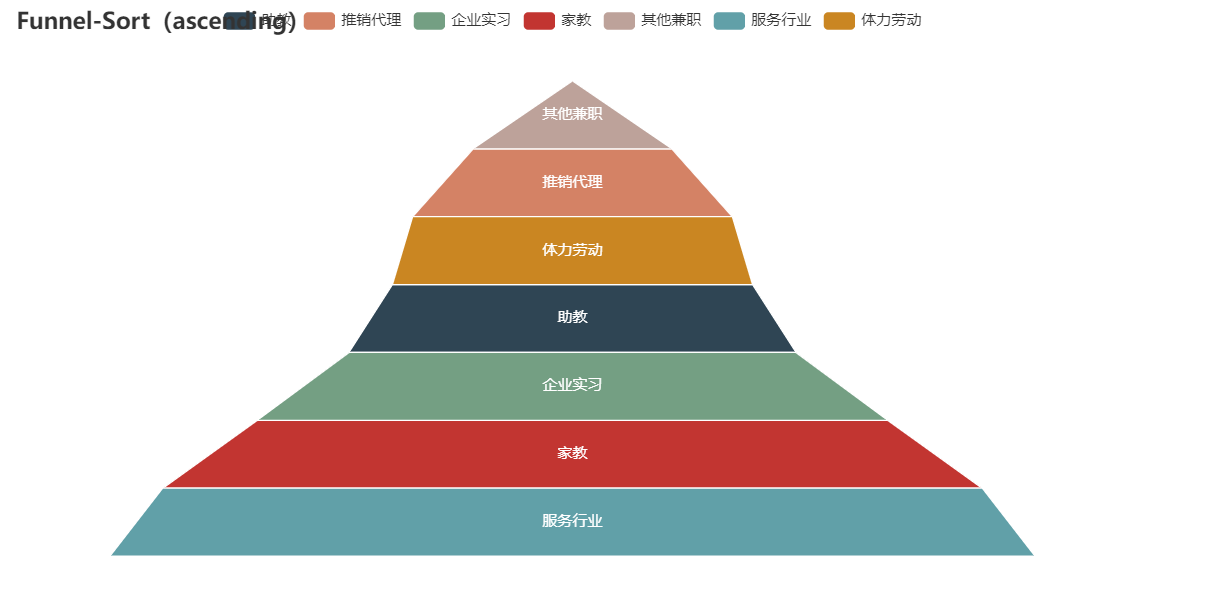 Funnel-Sort（ascending） 助教 推销代理 企业实习 家教 其他兼职 服务行业 体力劳动
其他兼职
推销代理
体力劳动
助教
企业实习
家教
服务行业